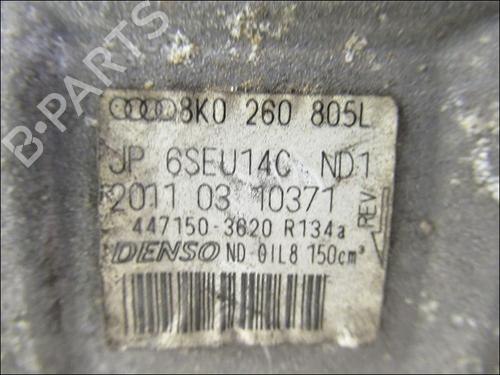 8K0 260 805L
JP 6SEU14C ND1
2011 03 10371
REV
447150-3620 R134a
DENSO ND-OIL8 150cm³
B-PARTS